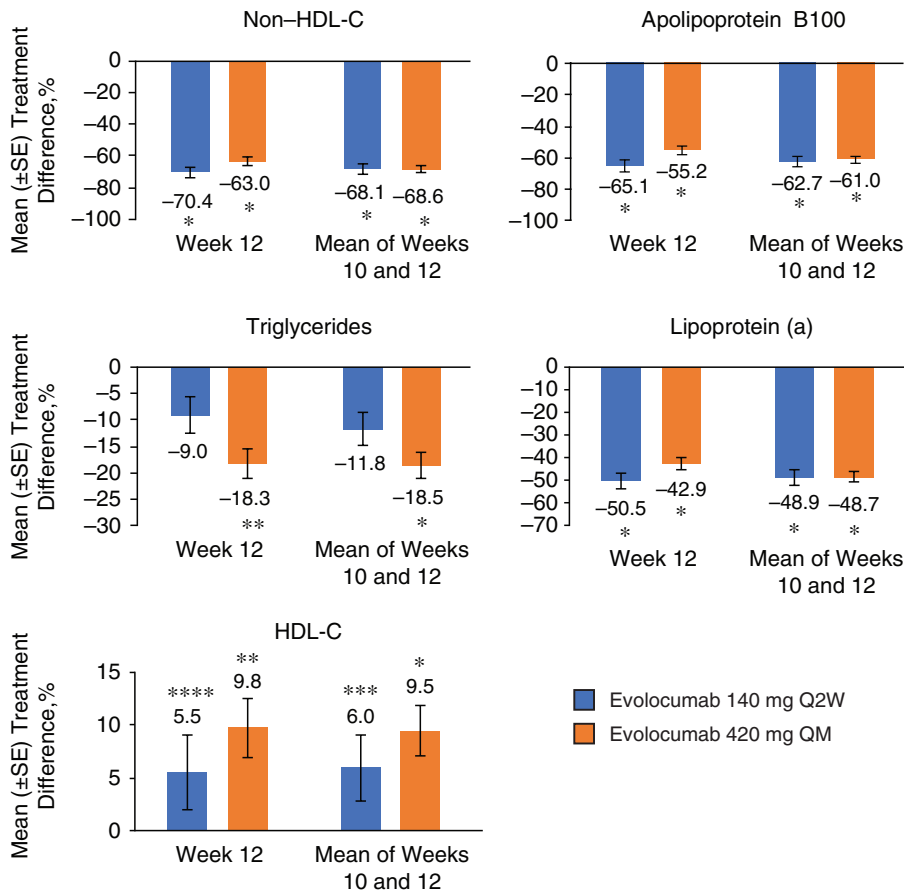 Non–HDL-C
Mean (±SE) Treatment
Difference,%
0
−20
−40
−60
−80
−100
−70.4
−63.0
−68.1
−68.6
*
*
*
*
Week 12
Mean of Weeks
10 and 12
Apolipoprotein B100
0
−20
−40
−60
−80
−100
−65.1
−55.2
−62.7
−61.0
*
*
*
*
Week 12
Mean of Weeks
10 and 12
Triglycerides
Mean (±SE) Treatment
Difference,%
0
−5
−10
−15
−20
−25
−30
−9.0
−18.3
−11.8
−18.5
**
*
Week 12
Mean of Weeks
10 and 12
Lipoprotein (a)
0
−10
−20
−30
−40
−50
−60
−70
−50.5
−42.9
−48.9
−48.7
*
*
*
*
Week 12
Mean of Weeks
10 and 12
HDL-C
Mean (±SE) Treatment
Difference,%
15
10
5
0
****
5.5
**
9.8
***
6.0
*
9.5
Week 12
Mean of Weeks
10 and 12
Evolocumab 140 mg Q2W
Evolocumab 420 mg QM